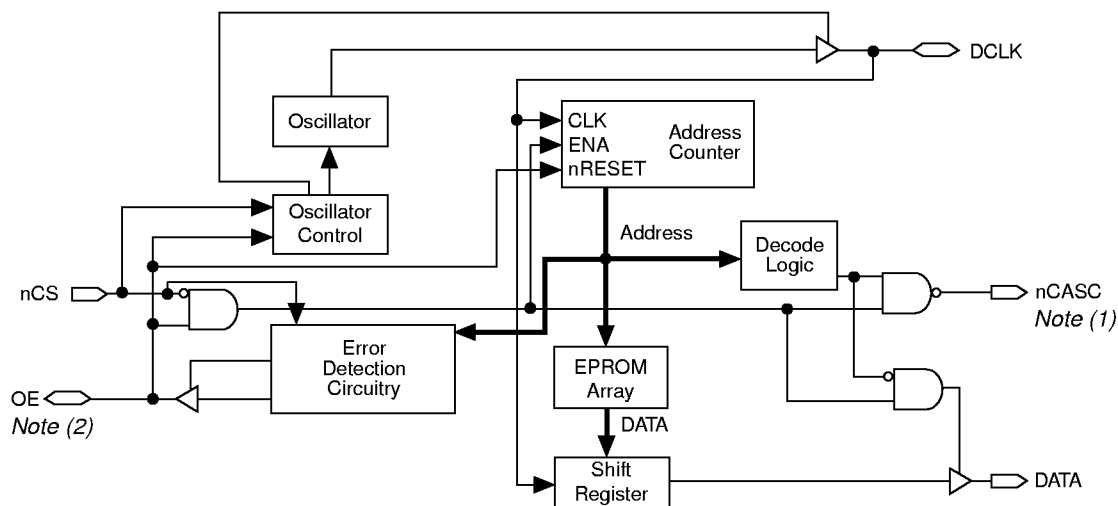 DCLK
Oscillator
CLK
ENA
nRESET
Address
Counter
Oscillator
Control
Address
Decode
Logic
nCS
nCASC
Note (1)
Error
Detection
Circuitry
EPROM
Array
OE
Note (2)
DATA
Shift
Register
DATA